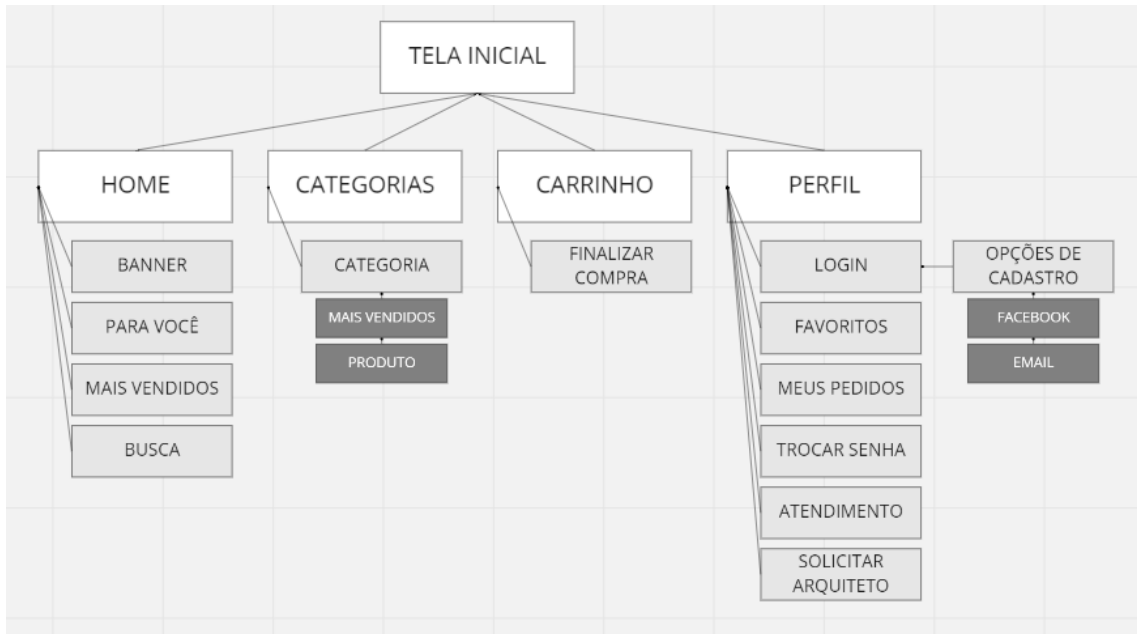 TELA INICIAL
HOME
CATEGORIAS
CARRINHO
PERFIL
BANNER
PARA VOCÊ
MAIS VENDIDOS
BUSCA
CATEGORIA
MAIS VENDIDOS
PRODUTO
FINALIZAR
COMPRA
LOGIN
FAVORITOS
MEUS PEDIDOS
TROCAR SENHA
ATENDIMENTO
SOLICITAR
ARQUITETO
OPÇÕES DE
CADASTRO
FACEBOOK
EMAIL